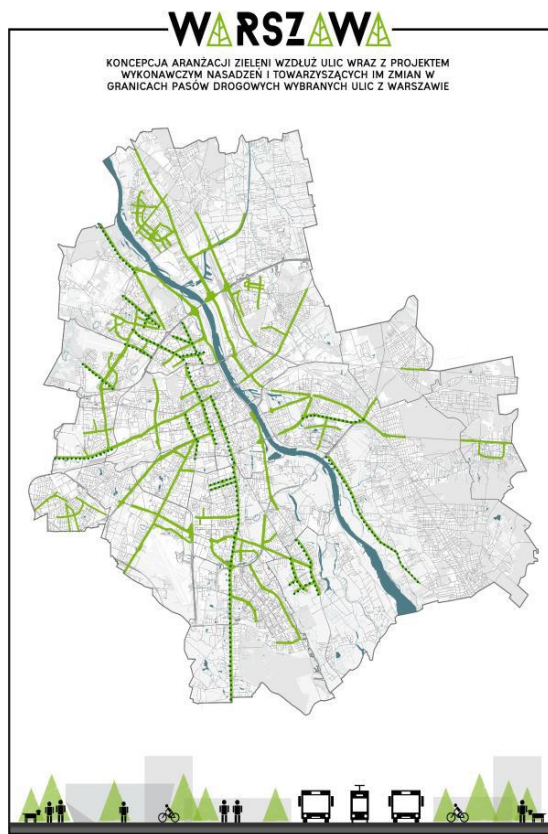 WARSZAWA
KONCEPCJA ARANŻACJI ZIELENI WZDŁUŻ ULIC WRAZ Z PROJEKTEM
WYKONAWCZYM NASADZEŃ I TOWARZYSZĄCYCH IM ZMIAN W
GRANICACH PASÓW DROGOWYCH WYBRANYCH ULIC Z WARSZAWIE